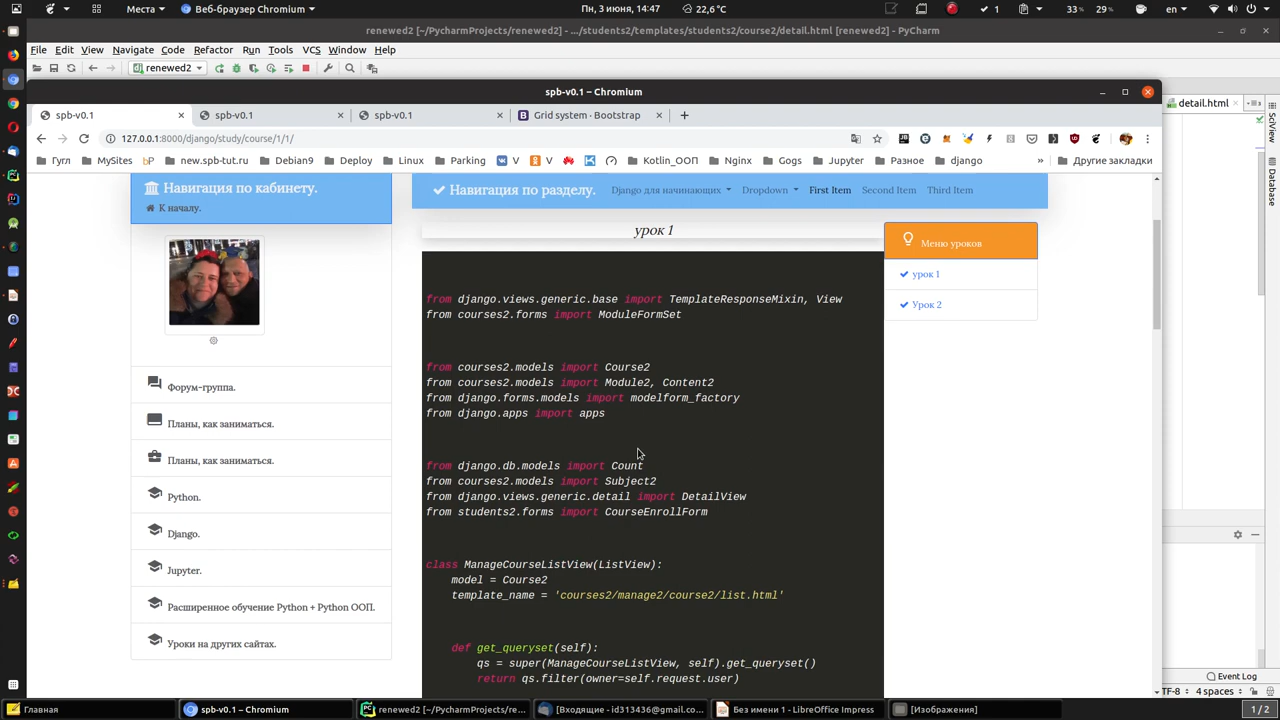 Места
Веб-браузер Chromium
Пн, 3 июня, 14:47
22,6°C
1
33%
29%
en
renewed2 [~/PycharmProjects/renewed2] - .../students2/templates/students2/course2/detail.html [renewed2] - PyCharm
File Edit View Navigate Code Refactor Run Tools VCS Window Help
renewed2
spb-v0.1 – Chromium
detail.html
spb-v0.1
spb-v0.1
spb-v0.1
Grid system · Bootstrap
SciView
Database
127.0.0.1:8000/django/study/course/1/1/
Гугл
MySites
new.spb-tut.ru
Debian9
Deploy
Linux
Parking
V
V
Kotlin_ООП
Nginx
Gogs
Jupyter
Разное
django
»
Другие закладки
Навигация по кабинету.
К началу.
Навигация по разделу.
Django для начинающих
Dropdown
First Item
Second Item
Third Item
урок 1
Меню уроков
урок 1
Урок 2
Форум-группа.
Планы, как заниматься.
Планы, как заниматься.
Python.
Django.
Jupyter.
Расширенное обучение Python + Python ООП.
Уроки на других сайтах.
from django.views.generic.base import TemplateResponseMixin, View
from courses2.forms import ModuleFormSet
from courses2.models import Course2
from courses2.models import Module2, Content2
from django.forms.models import modelform_factory
from django.apps import apps
from django.db.models import Count
from courses2.models import Subject2
from django.views.generic.detail import DetailView
from students2.forms import CourseEnrollForm
class ManageCourseListView(ListView):
model = Course2
template_name = 'courses2/manage2/course2/list.html'
def get_queryset(self):
qs = super(ManageCourseListView, self).get_queryset()
return qs.filter(owner=self.request.user)
Event Log
TF-8
4 spaces
Главная
spb-v0.1 – Chromium
renewed2 [~/PycharmProjects/re...
[Входящие - id313436@gmail.co...
Без имени 1 - LibreOffice Impress
[Изображения]
1/2